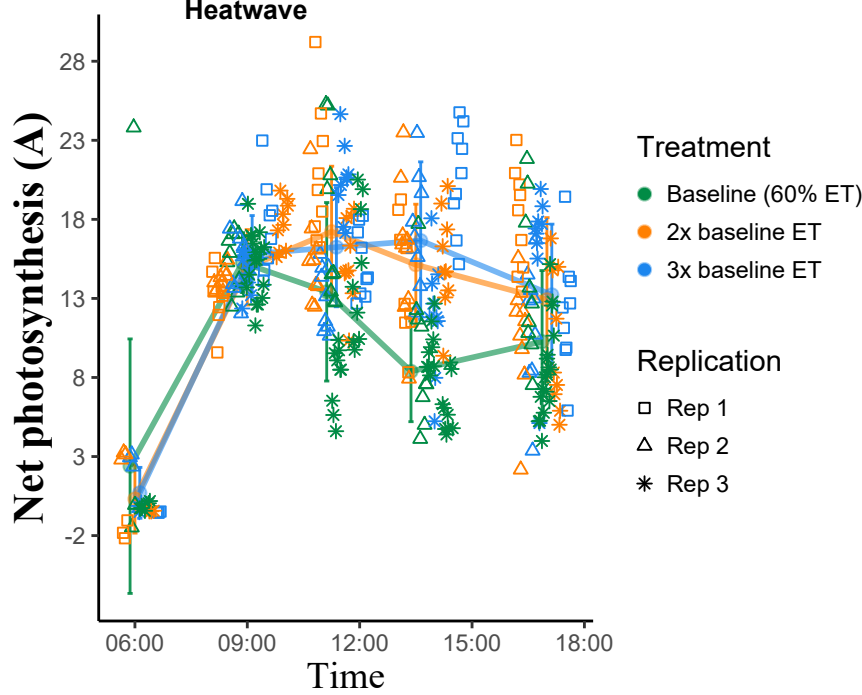 Heatwave
Net photosynthesis (A)
28
23
18
13
8
3
-2
06:00
09:00
12:00
15:00
18:00
Time
Treatment
Baseline (60% ET)
2x baseline ET
3x baseline ET
Replication
Rep 1
Rep 2
Rep 3